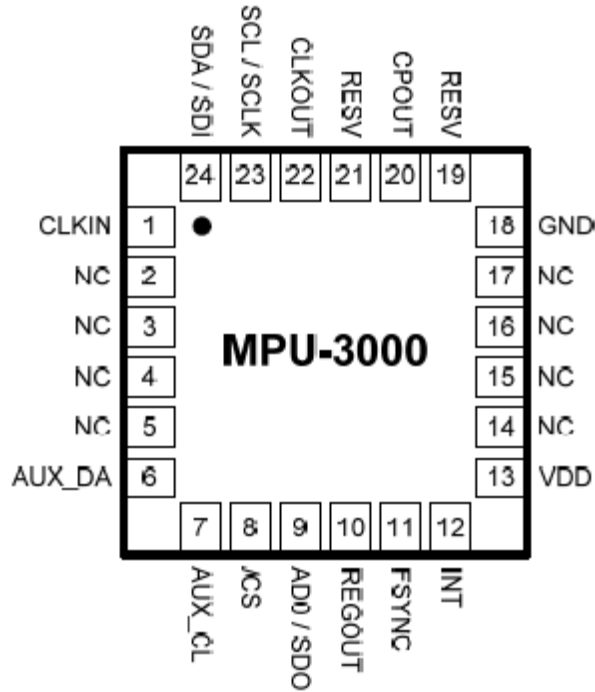 SDA / SDI
SCL / SCLK
CLKOUT
RESV
CPOUT
RESV
24 23 22 21 20 19
CLKIN 1 18 GND
NC 2 17 NC
NC 3 16 NC
MPU-3000
NC 4 15 NC
NC 5 14 NC
AUX_DA 6 13 VDD
7 8 9 10 11 12
AUX_CL
/CS
AD0 / SDO
REGOUT
FSYNC
INT